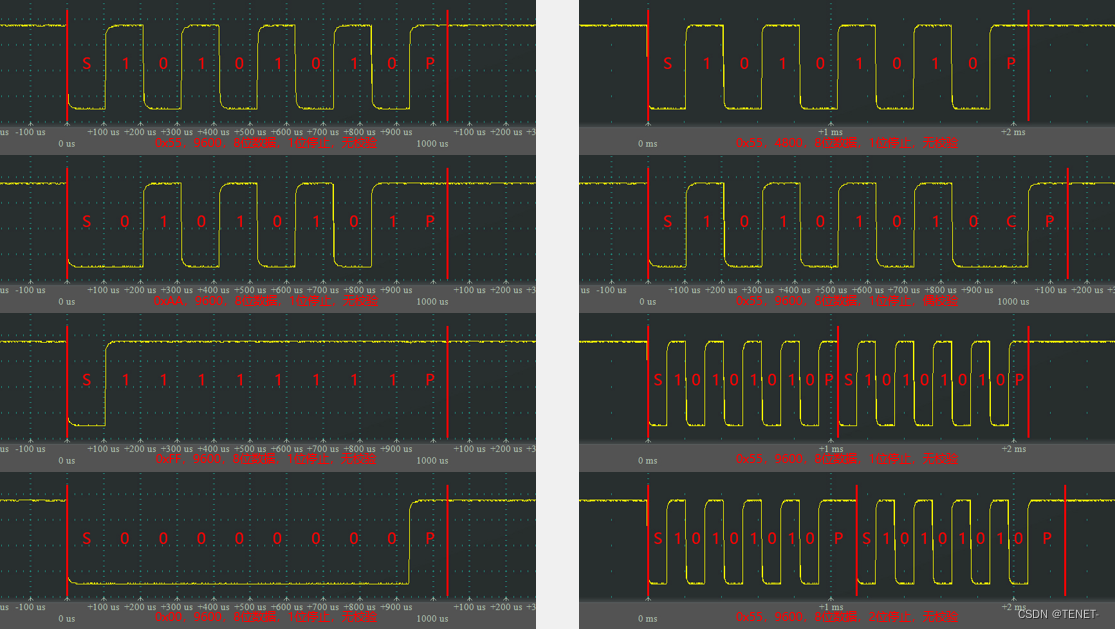 S 1 0 1 0 1 0 1 0 P
us -100 us +100 us +200 us +300 us +400 us +500 us +600 us +700 us +800 us +900 us +100 us +200 us +3
0 us 1000 us
0x55, 9600, 8位数据, 1位停止, 无校验
S 0 1 0 1 0 1 0 1 P
us -100 us +100 us +200 us +300 us +400 us +500 us +600 us +700 us +800 us +900 us +100 us +200 us +3
0 us 1000 us
0xAA, 9600, 8位数据, 1位停止, 无校验
S 1 1 1 1 1 1 1 1 P
us -100 us +100 us +200 us +300 us +400 us +500 us +600 us +700 us +800 us +900 us +100 us +200 us +3
0 us 1000 us
0xFF, 9600, 8位数据, 1位停止, 无校验
S 0 0 0 0 0 0 0 0 P
us -100 us +100 us +200 us +300 us +400 us +500 us +600 us +700 us +800 us +900 us +100 us +200 us +3
0 us 1000 us
0x00, 9600, 8位数据, 1位停止, 无校验
S 1 0 1 0 1 0 1 0 P
+1 ms +2 ms
0 ms
0x55, 4800, 8位数据, 1位停止, 无校验
S 1 0 1 0 1 0 1 0 C P
us -100 us +100 us +200 us +300 us +400 us +500 us +600 us +700 us +800 us +900 us +100 us +200 us
0 us 1000 us
0x55, 9600, 8位数据, 1位停止,
S 1 0 1 0 1 0 1 0 P S 1 0 1 0 1 0 1 0 P
+1 ms +2 ms
0 ms
0x55, 9600, 8位数据, 1位停止, 无校验
S 1 0 1 0 1 0 1 0 P S 1 0 1 0 1 0 1 0 P
+1 ms +2 ms
0 ms
0x55, 9600, 8位数据, 2位停止, 无校验
CSDN @TENET-